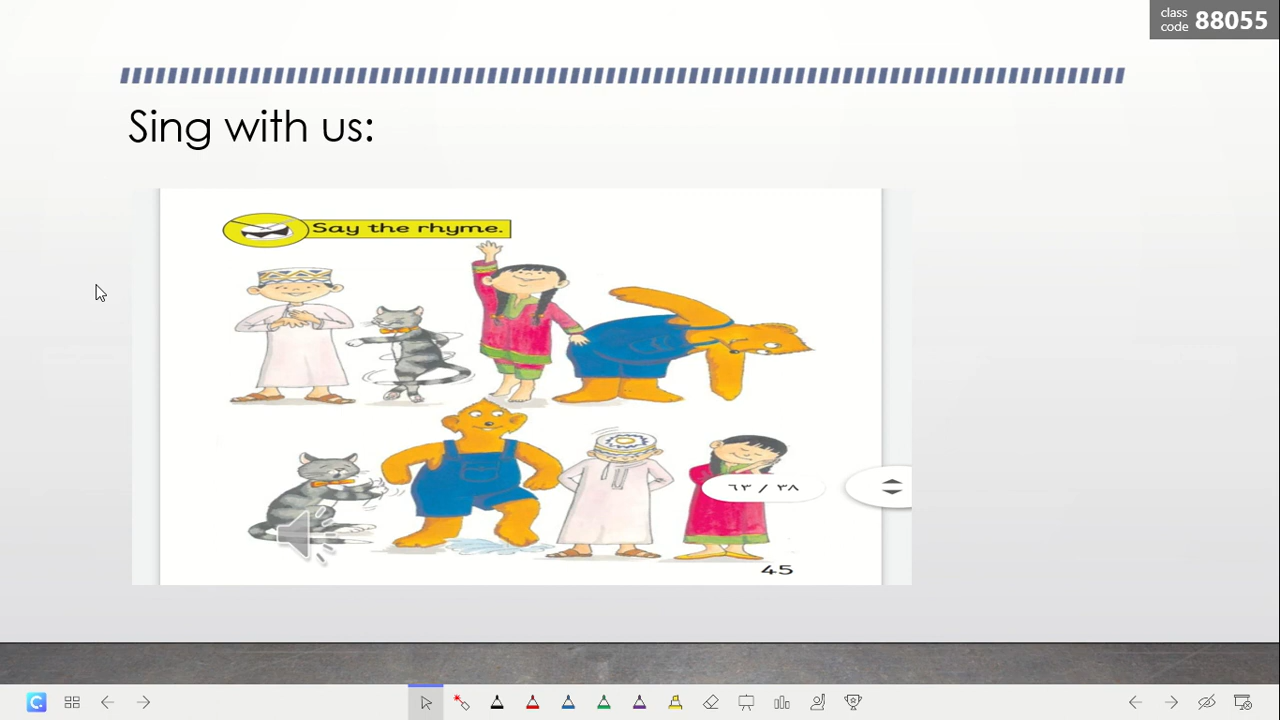 class
code 88055
Sing with us:
Say the rhyme.
٦٣ / ٣٨
45